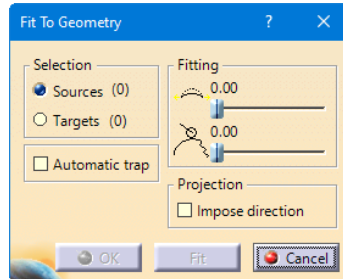 Fit To Geometry ? ×
Selection
Sources (0)
Targets (0)
Automatic trap
Fitting
0.00
0.00
Projection
Impose direction
OK Fit Cancel